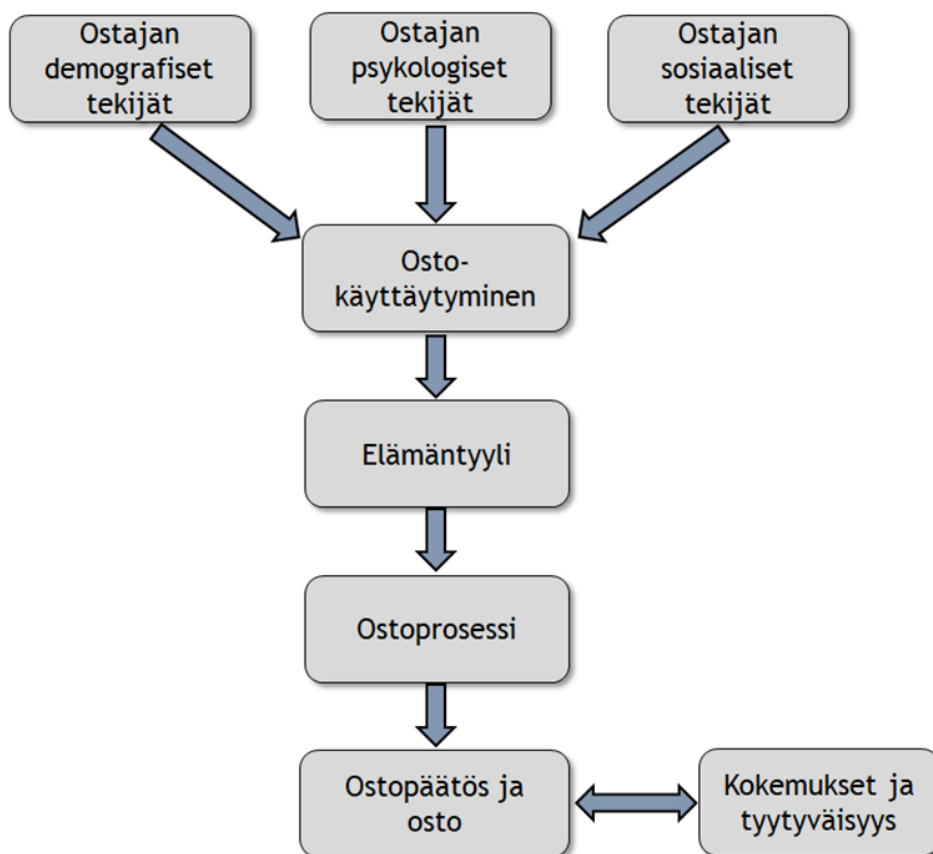 Ostajan
demografiset
tekijät
Ostajan
psykologiset
tekijät
Ostajan
sosiaaliset
tekijät
Osto-
käyttäytyminen
Elämäntyyli
Ostoprosessi
Ostopäätös ja
osto
Kokemukset ja
tyytyväisyys